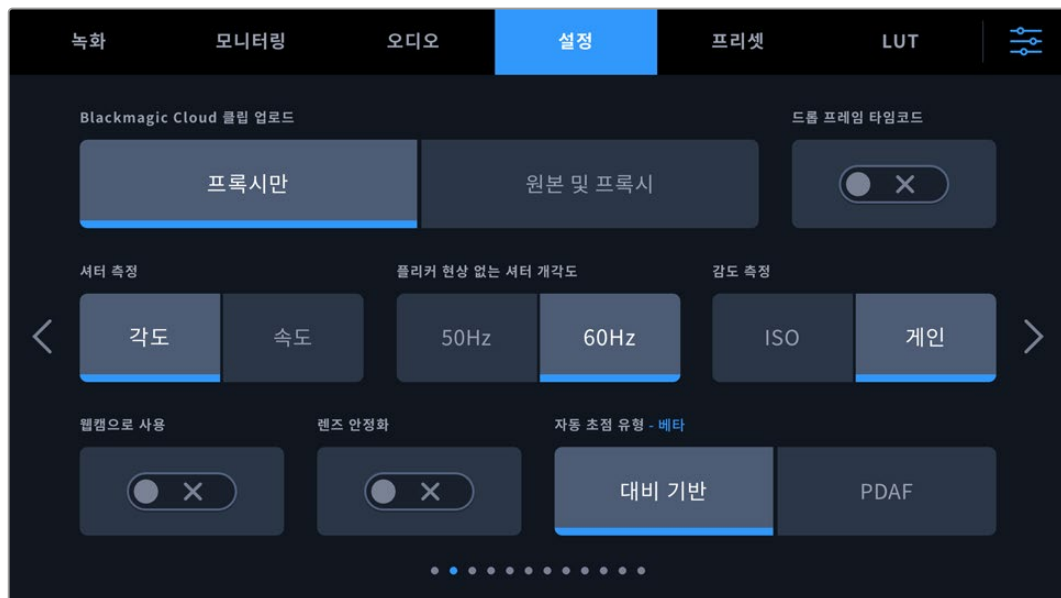 녹화 모니터링 오디오 설정 프리셋 LUT
Blackmagic Cloud 클립 업로드 드롭 프레임 타임코드
프록시만 원본 및 프록시
셔터 측정 플리커 현상 없는 셔터 개각도 감도 측정
각도 속도 50Hz 60Hz ISO 게인
웹캠으로 사용 렌즈 안정화 자동 초점 유형 - 베타
대비 기반 PDAF